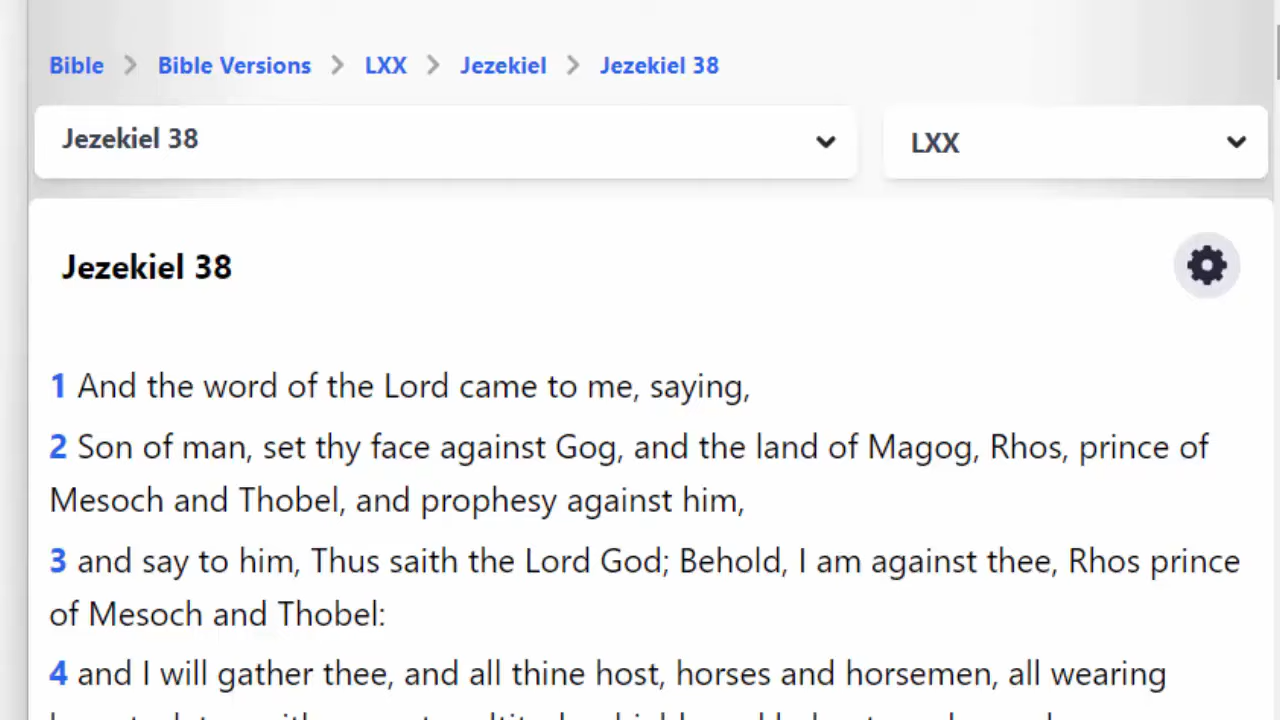 Bible > Bible Versions > LXX > Jezekiel > Jezekiel 38
Jezekiel 38 LXX
Jezekiel 38
1 And the word of the Lord came to me, saying,
2 Son of man, set thy face against Gog, and the land of Magog, Rhos, prince of
Mesoch and Thobel, and prophesy against him,
3 and say to him, Thus saith the Lord God; Behold, I am against thee, Rhos prince
of Mesoch and Thobel:
4 and I will gather thee, and all thine host, horses and horsemen, all wearing